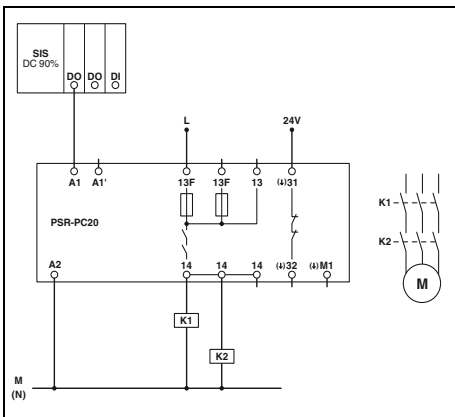 SIS
DC 90%
DO DO DI
L 24V
A1 A1' 13F 13F 13 (↓)31
PSR-PC20
A2 14 14 14 (↓)32 (↓)M1
K1
K2
M
(N)
K1
K2
M